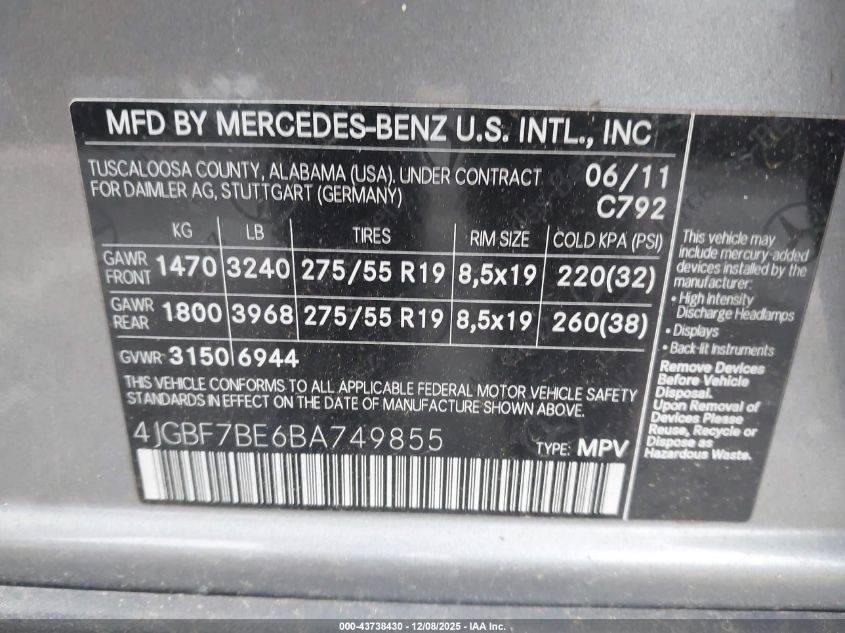 MFD BY MERCEDES-BENZ U.S. INTL., INC
TUSCALOOSA COUNTY, ALABAMA (USA), UNDER CONTRACT
FOR DAIMLER AG, STUTTGART (GERMANY)
06/11
C792
KG LB TIRES RIM SIZE COLD KPA (PSI)
GAWR FRONT 1470 3240 275/55 R19 8,5x19 220(32)
GAWR REAR 1800 3968 275/55 R19 8,5x19 260(38)
GVWR 3150 6944
THIS VEHICLE CONFORMS TO ALL APPLICABLE FEDERAL MOTOR VEHICLE SAFETY
STANDARDS IN EFFECT ON THE DATE OF MANUFACTURE SHOWN ABOVE.
4JGBF7BE6BA749855 TYPE: MPV
This vehicle may
include mercury-added
devices installed by the
manufacturer:
• High Intensity
Discharge Headlamps
• Displays
• Back-lit Instruments
Remove Devices
Before Vehicle
Disposal.
Upon Removal of
Devices Please
Reuse, Recycle or
Dispose as
Hazardous Waste.
000-43738430 - 12/08/2025 - IAA Inc.